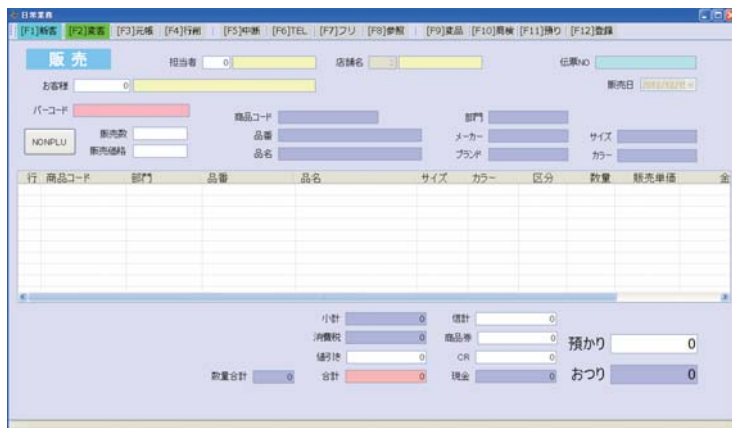 日常業務
[F1]新客 [F2]変客 [F3]元帳 [F4]行削 [F5]中断 [F6]TEL [F7]フリ [F8]参照 [F9]変品 [F10]商検 [F11]預り [F12]登録
販売 担当者 0 店舗名 伝票NO
お客様 0 販売日
バーコード 商品コード 部門
NONPLU 販売数 品番 メーカー サイズ
販売価格 品名 ブランド カラー
行 商品コード 部門 品番 品名 サイズ カラー 区分 数量 販売単価 金
小計 0 信計 0
消費税 0 商品券 0 預かり 0
値引き 0 CR 0
数量合計 0 合計 0 現金 0 おつり 0